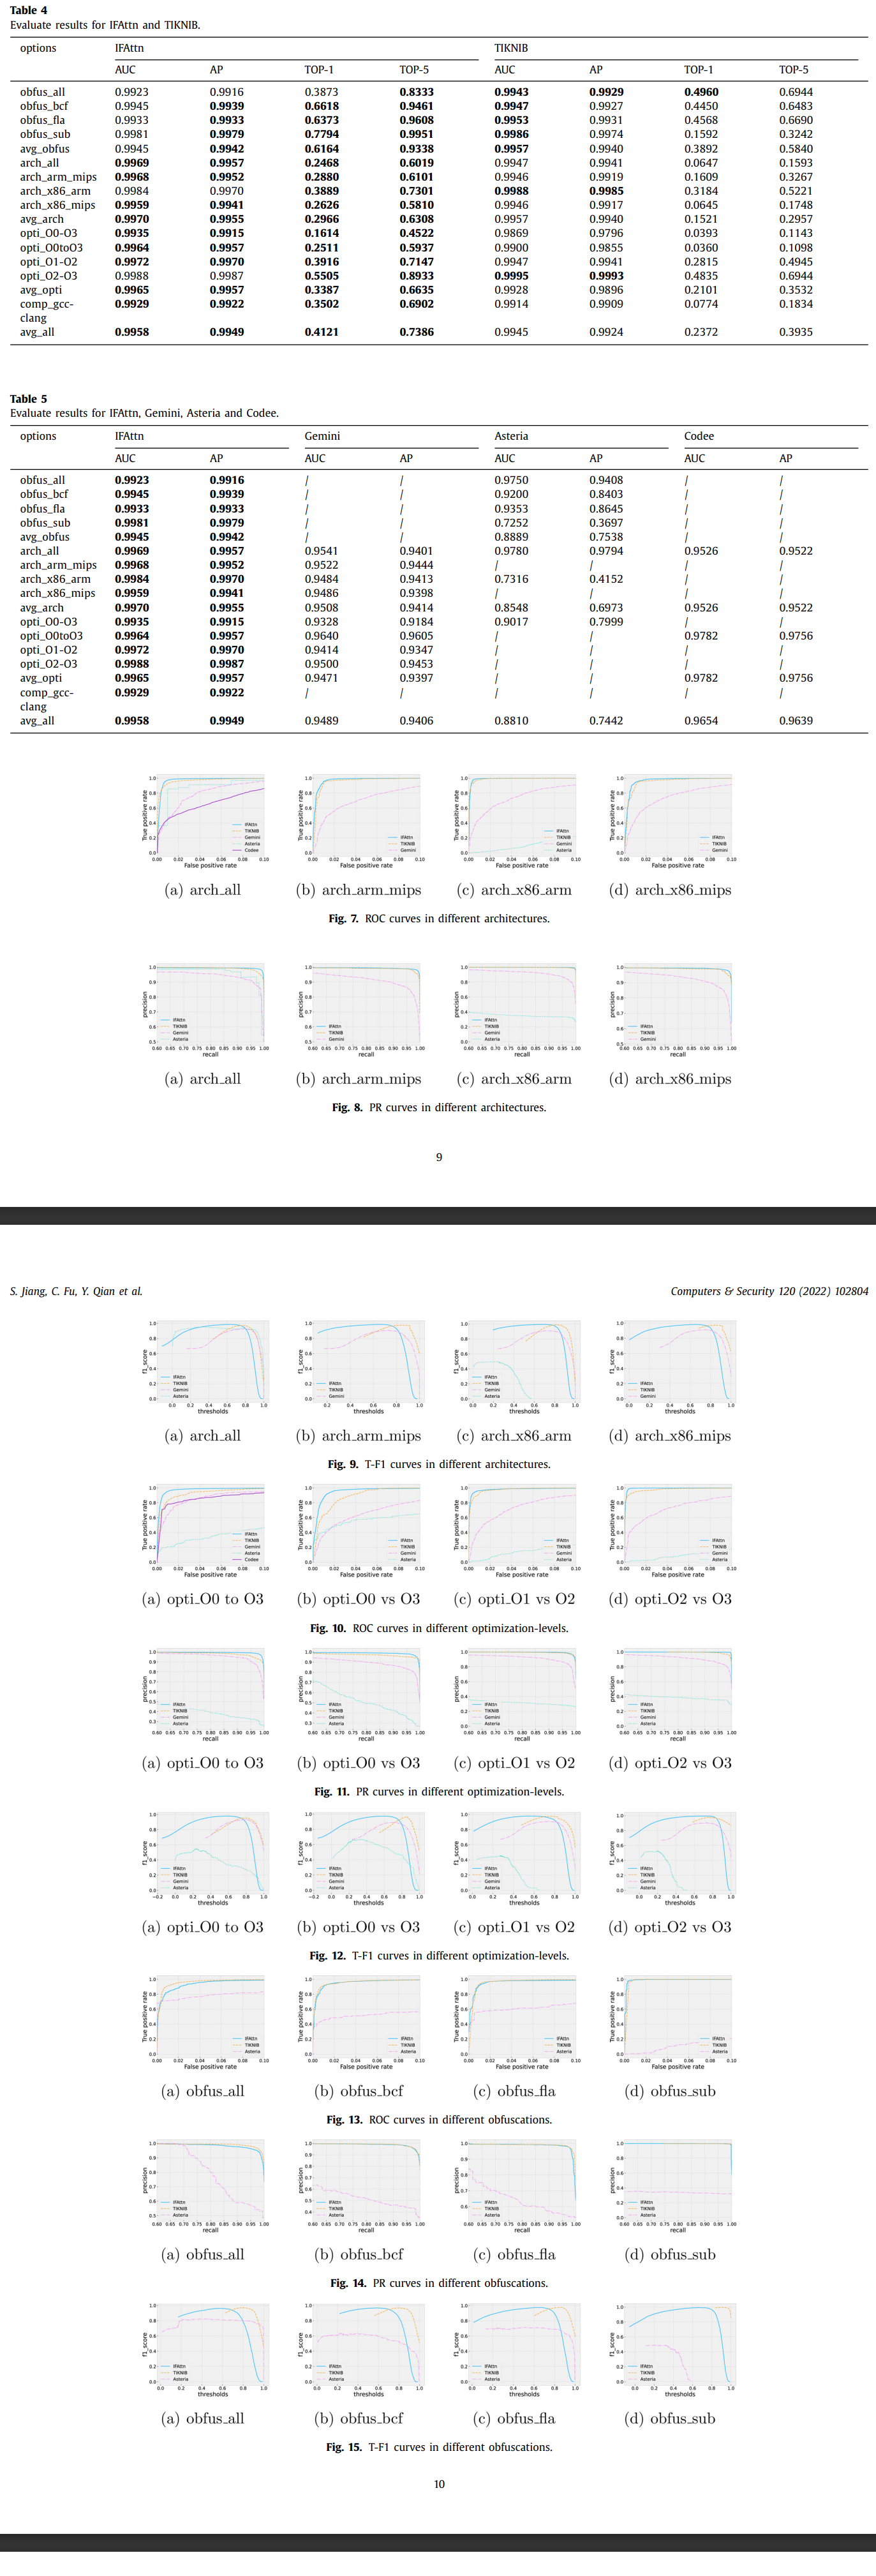 Table 4
Evaluate results for IFAttn and TIKNIB.
options IFAttn TIKNIB
AUC AP TOP-1 TOP-5 AUC AP TOP-1 TOP-5
obfus_all 0.9923 0.9916 0.3873 0.8333 0.9943 0.9929 0.4960 0.6944
obfus_bcf 0.9945 0.9939 0.6618 0.9461 0.9947 0.9927 0.4450 0.6483
obfus_fla 0.9933 0.9933 0.6373 0.9608 0.9953 0.9931 0.4568 0.6690
obfus_sub 0.9981 0.9979 0.7794 0.9951 0.9986 0.9974 0.1592 0.3242
avg_obfus 0.9945 0.9942 0.6164 0.9338 0.9957 0.9940 0.3892 0.5840
arch_all 0.9969 0.9957 0.2468 0.6019 0.9947 0.9941 0.0647 0.1593
arch_arm_mips 0.9968 0.9952 0.2880 0.6101 0.9946 0.9919 0.1609 0.3267
arch_x86_arm 0.9984 0.9970 0.3889 0.7301 0.9988 0.9985 0.3184 0.5221
arch_x86_mips 0.9959 0.9941 0.2626 0.5810 0.9946 0.9917 0.0645 0.1748
avg_arch 0.9970 0.9955 0.2966 0.6308 0.9957 0.9940 0.1521 0.2957
opti_O0-O3 0.9935 0.9915 0.1614 0.4522 0.9869 0.9796 0.0393 0.1143
opti_O0toO3 0.9964 0.9957 0.2511 0.5937 0.9900 0.9855 0.0360 0.1098
opti_O1-O2 0.9972 0.9970 0.3916 0.7147 0.9947 0.9941 0.2815 0.4945
opti_O2-O3 0.9988 0.9987 0.5505 0.8933 0.9995 0.9993 0.4835 0.6944
avg_opti 0.9965 0.9957 0.3387 0.6635 0.9928 0.9896 0.2101 0.3532
comp_gcc- 0.9929 0.9922 0.3502 0.6902 0.9914 0.9909 0.0774 0.1834
clang
avg_all 0.9958 0.9949 0.4121 0.7386 0.9945 0.9924 0.2372 0.3935
Table 5
Evaluate results for IFAttn, Gemini, Asteria and Codee.
options IFAttn Gemini Asteria Codee
AUC AP AUC AP AUC AP AUC AP
obfus_all 0.9923 0.9916 / / 0.9750 0.9408 / /
obfus_bcf 0.9945 0.9939 / / 0.9200 0.8403 / /
obfus_fla 0.9933 0.9933 / / 0.9353 0.8645 / /
obfus_sub 0.9981 0.9979 / / 0.7252 0.3697 / /
avg_obfus 0.9945 0.9942 / / 0.8889 0.7538 / /
arch_all 0.9969 0.9957 0.9541 0.9401 0.9780 0.9794 0.9526 0.9522
arch_arm_mips 0.9968 0.9952 0.9522 0.9444 / / / /
arch_x86_arm 0.9984 0.9970 0.9484 0.9413 0.7316 0.4152 / /
arch_x86_mips 0.9959 0.9941 0.9486 0.9398 / / / /
avg_arch 0.9970 0.9955 0.9508 0.9414 0.8548 0.6973 0.9526 0.9522
opti_O0-O3 0.9935 0.9915 0.9328 0.9184 0.9017 0.7999 / /
opti_O0toO3 0.9964 0.9957 0.9640 0.9605 / / 0.9782 0.9756
opti_O1-O2 0.9972 0.9970 0.9414 0.9347 / / / /
opti_O2-O3 0.9988 0.9987 0.9500 0.9453 / / / /
avg_opti 0.9965 0.9957 0.9471 0.9397 / / 0.9782 0.9756
comp_gcc- 0.9929 0.9922 / / / / / /
clang
avg_all 0.9958 0.9949 0.9489 0.9406 0.8810 0.7442 0.9654 0.9639
(a) arch_all (b) arch_arm_mips (c) arch_x86_arm (d) arch_x86_mips
Fig. 7. ROC curves in different architectures.
(a) arch_all (b) arch_arm_mips (c) arch_x86_arm (d) arch_x86_mips
Fig. 8. PR curves in different architectures.
9
S. Jiang, C. Fu, Y. Qian et al. Computers & Security 120 (2022) 102804
(a) arch_all (b) arch_arm_mips (c) arch_x86_arm (d) arch_x86_mips
Fig. 9. T-F1 curves in different architectures.
(a) opti_O0 to O3 (b) opti_O0 vs O3 (c) opti_O1 vs O2 (d) opti_O2 vs O3
Fig. 10. ROC curves in different optimization-levels.
(a) opti_O0 to O3 (b) opti_O0 vs O3 (c) opti_O1 vs O2 (d) opti_O2 vs O3
Fig. 11. PR curves in different optimization-levels.
(a) opti_O0 to O3 (b) opti_O0 vs O3 (c) opti_O1 vs O2 (d) opti_O2 vs O3
Fig. 12. T-F1 curves in different optimization-levels.
(a) obfus_all (b) obfus_bcf (c) obfus_fla (d) obfus_sub
Fig. 13. ROC curves in different obfuscations.
(a) obfus_all (b) obfus_bcf (c) obfus_fla (d) obfus_sub
Fig. 14. PR curves in different obfuscations.
(a) obfus_all (b) obfus_bcf (c) obfus_fla (d) obfus_sub
Fig. 15. T-F1 curves in different obfuscations.
10